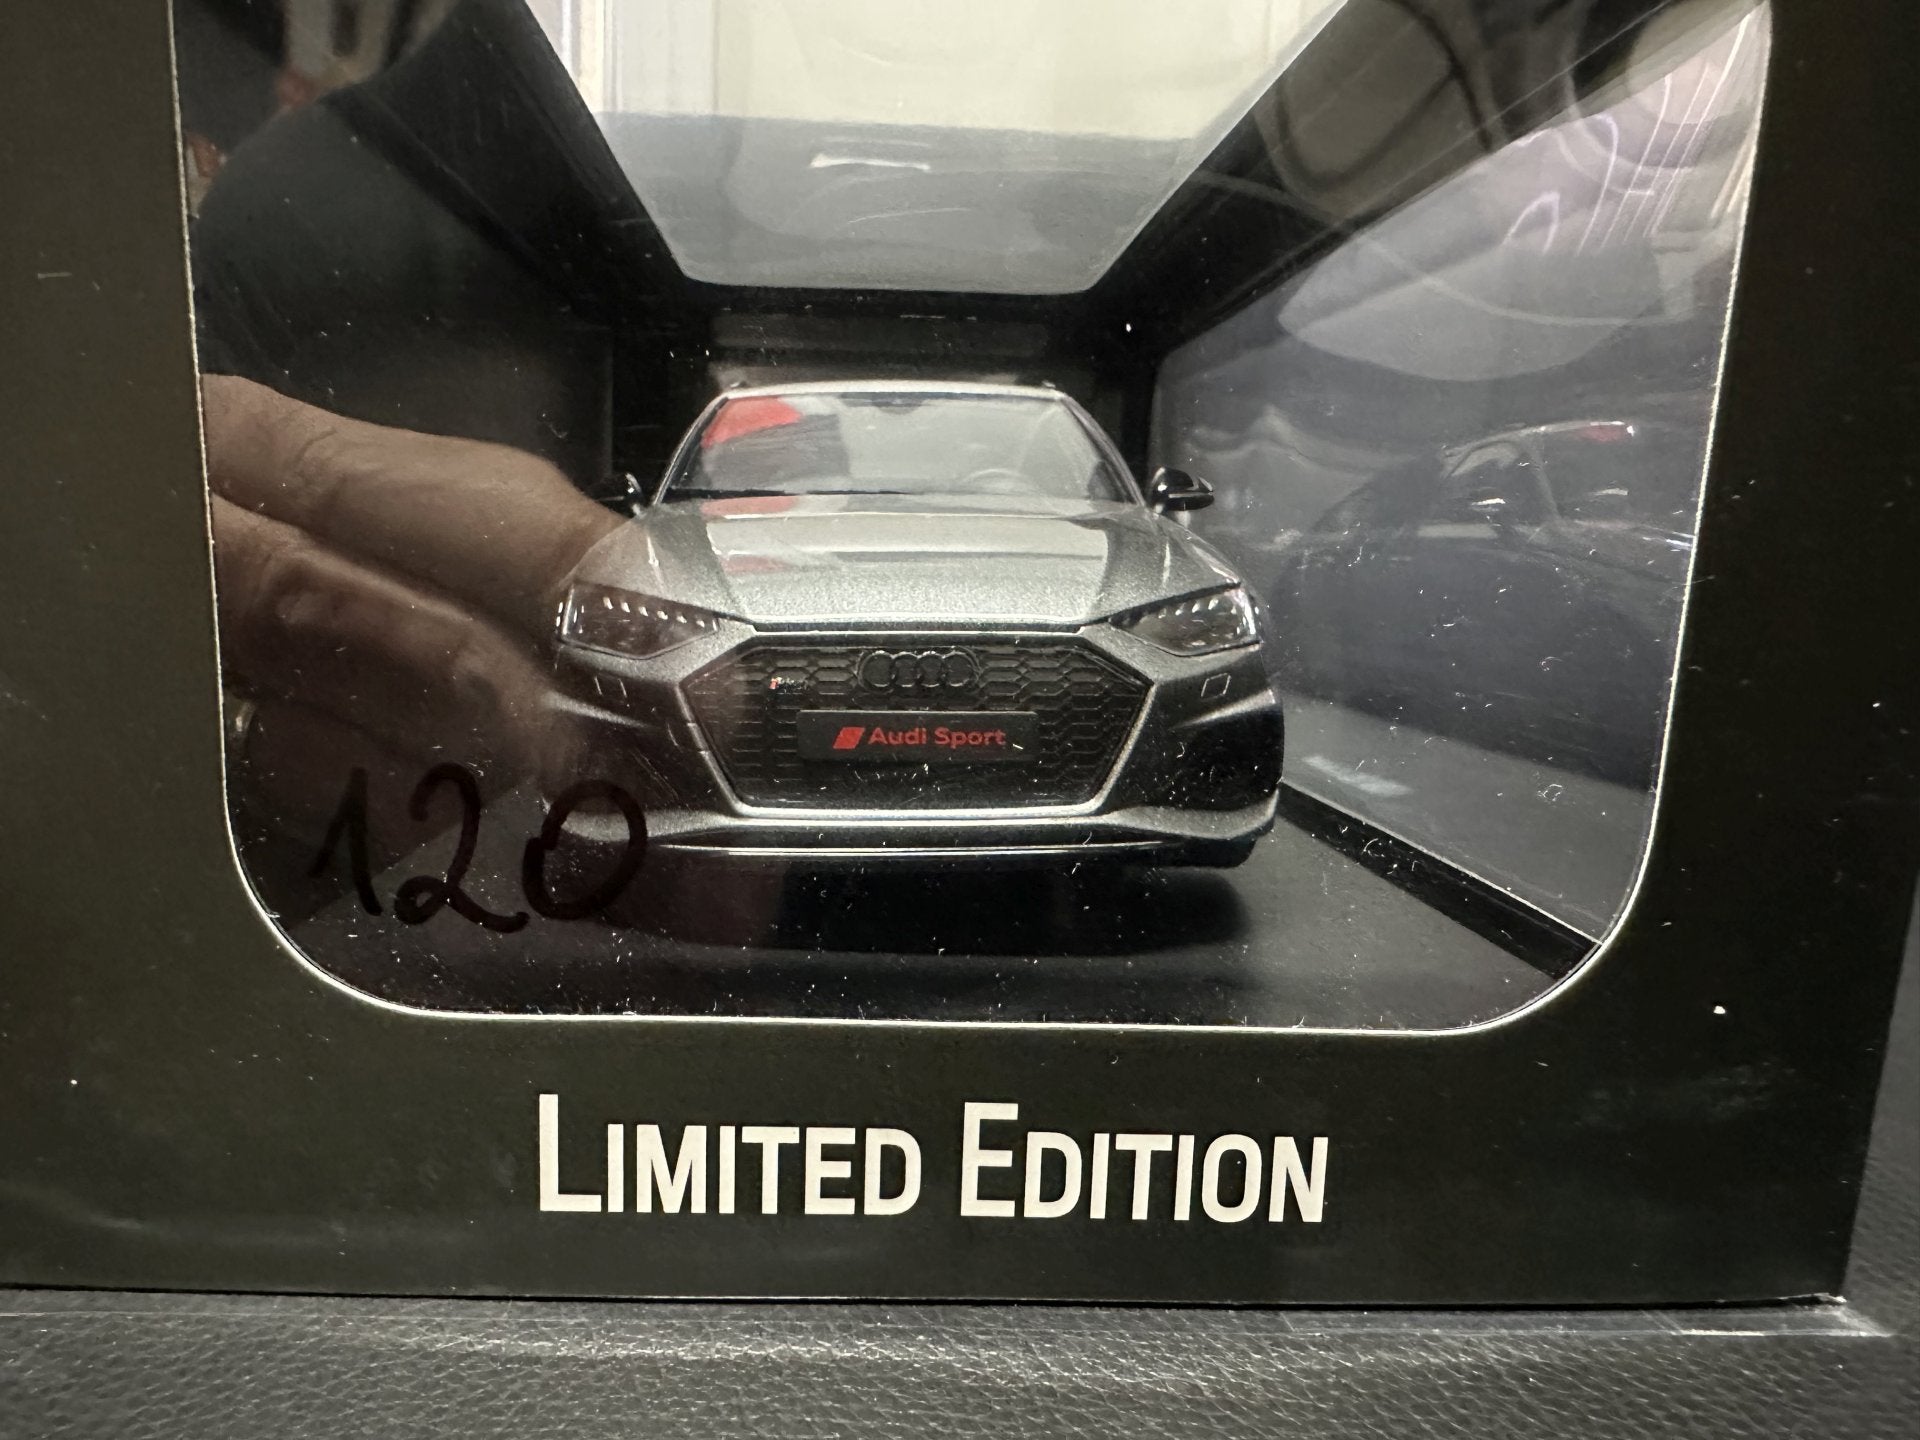 Audi Sport
120
LIMITED EDITION